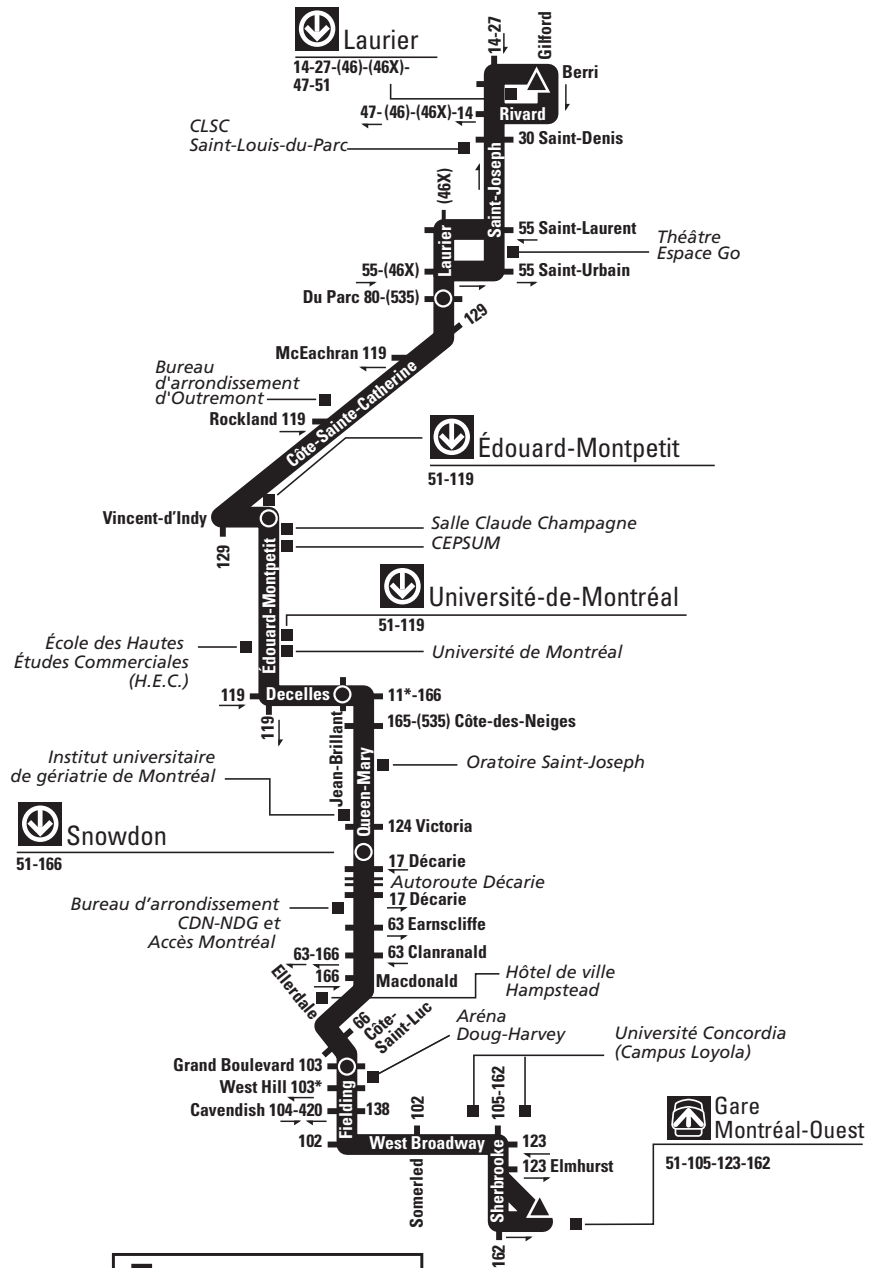 Laurier
14-27-(46)-(46X)-
47-51
14-27
Gilford
Berri
47-(46)-(46X)-14
Rivard
CLSC
Saint-Louis-du-Parc
30 Saint-Denis
Saint-Joseph
(46X)
Laurier
55 Saint-Laurent
Théâtre
Espace Go
55-(46X)
55 Saint-Urbain
Du Parc 80-(535)
129
McEachran 119
Bureau
d'arrondissement
d'Outremont
Rockland 119
Côte-Sainte-Catherine
Édouard-Montpetit
51-119
Vincent-d'Indy
129
Salle Claude Champagne
CEPSUM
Édouard-Montpetit
Université-de-Montréal
51-119
École des Hautes
Études Commerciales
(H.E.C.)
Université de Montréal
119
Decelles
11*-166
119
Jean-Brillant
165-(535) Côte-des-Neiges
Institut universitaire
de gériatrie de Montréal
Oratoire Saint-Joseph
Queen-Mary
124 Victoria
Snowdon
51-166
17 Décarie
Autoroute Décarie
17 Décarie
Bureau d'arrondissement
CDN-NDG et
Accès Montréal
63 Earnscliffe
63-166
63 Clanranald
166
Macdonald
Ellerdale
Hôtel de ville
Hampstead
66
Côte-
Saint-Luc
Aréna
Doug-Harvey
Université Concordia
(Campus Loyola)
Grand Boulevard 103
West Hill 103*
Cavendish 104-420
138
Fielding
102
West Broadway
102
Somerled
105-162
123
123 Elmhurst
Sherbrooke
162
Gare
Montréal-Ouest
51-105-123-162